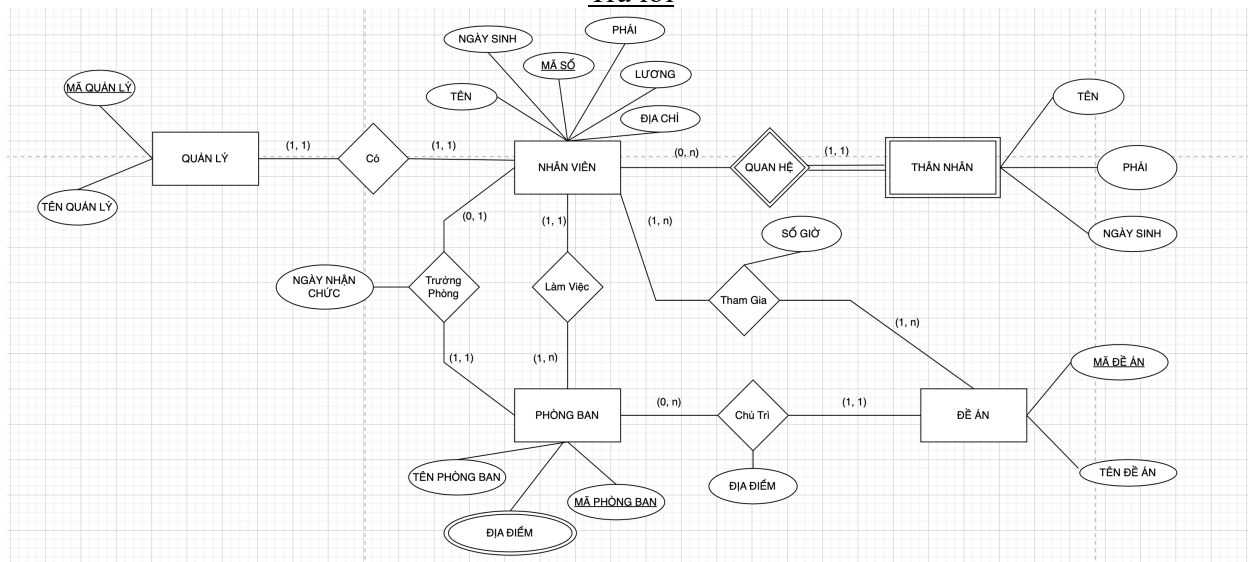 Trả lời
PHÁI
NGÀY SINH
MÃ SỐ
LƯƠNG
MÃ QUẢN LÝ
TÊN
TÊN
ĐỊA CHỈ
(1, 1)
(1, 1)
(0, n)
(1, 1)
QUẢN LÝ
Có
NHÂN VIÊN
QUAN HỆ
THÂN NHÂN
PHÁI
TÊN QUẢN LÝ
(0, 1)
(1, 1)
(1, n)
SỐ GIỜ
NGÀY SINH
NGÀY NHẬN
CHỨC
Trưởng
Phòng
Làm Việc
Tham Gia
(1, n)
(1, 1)
(1, n)
MÃ ĐỀ ÁN
(0, n)
(1, 1)
PHÒNG BAN
Chủ Trì
ĐỀ ÁN
TÊN PHÒNG BAN
TÊN ĐỀ ÁN
ĐỊA ĐIỂM
MÃ PHÒNG BAN
ĐỊA ĐIỂM